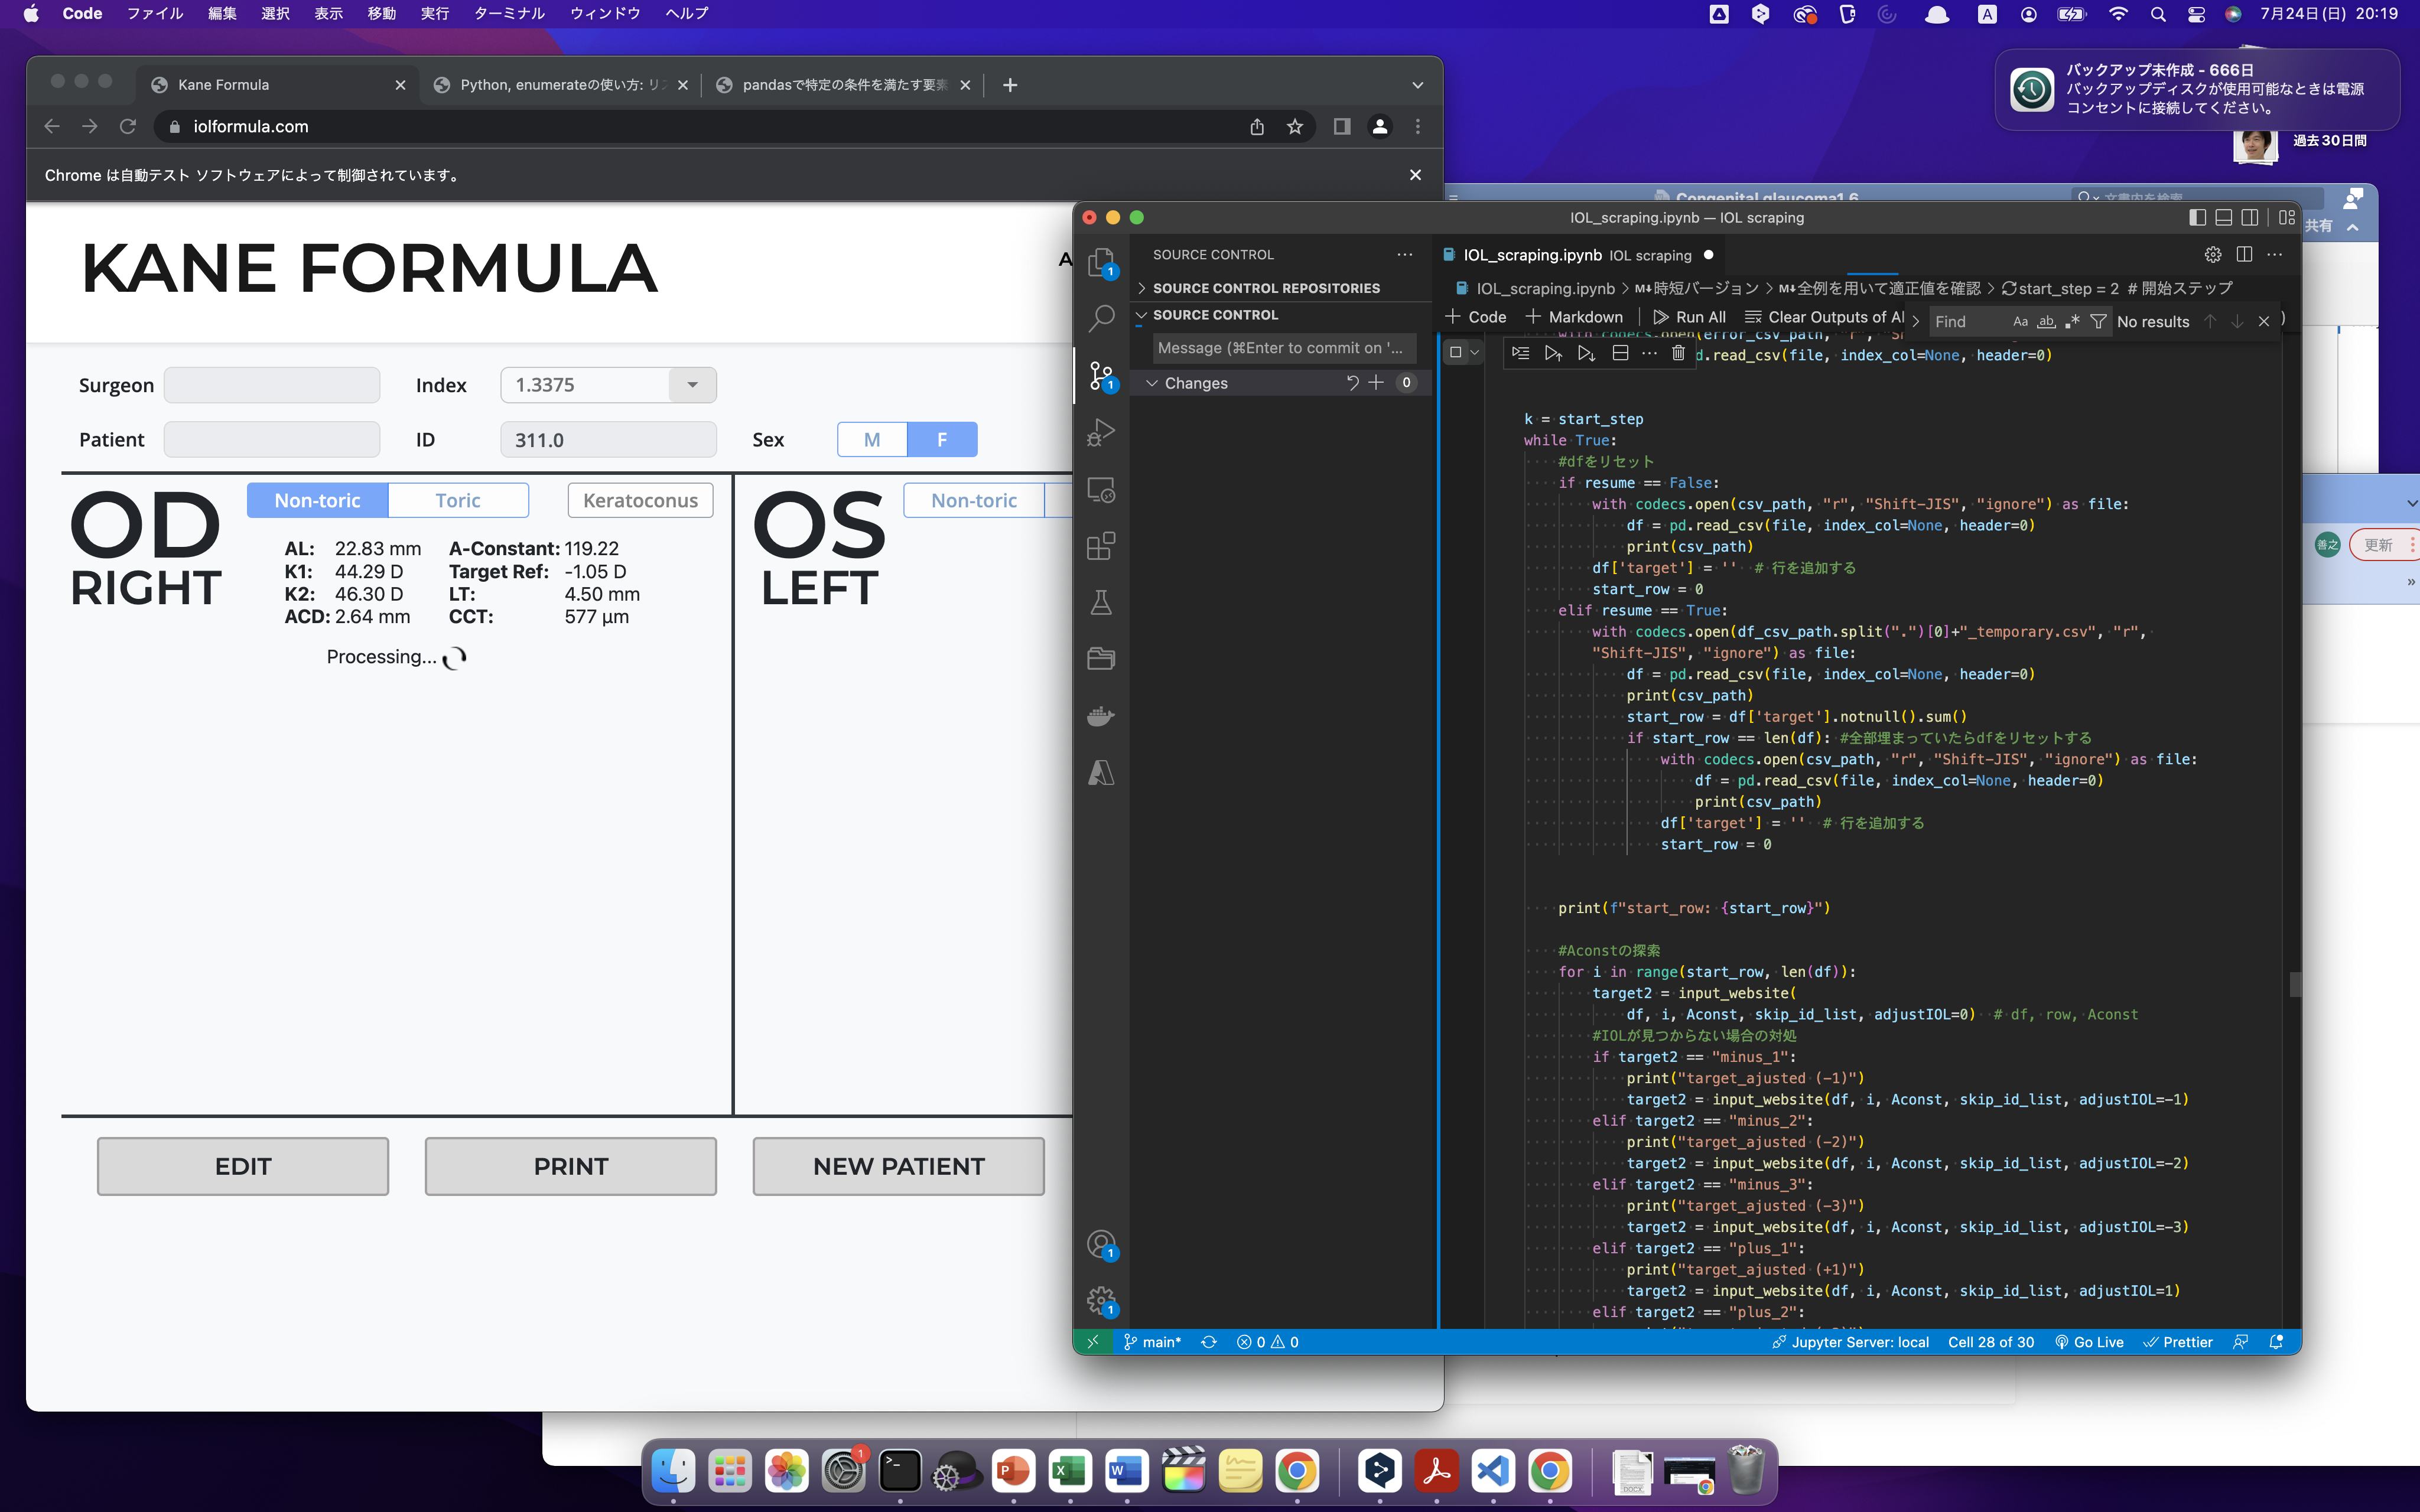 Code ファイル 編集 選択 表示 移動 実行 ターミナル ウィンドウ ヘルプ
A 7月24日(日) 20:19
バックアップ未作成 - 666日
バックアップディスクが使用可能なときは電源
コンセントに接続してください。
過去30日間
Kane Formula
Python, enumerateの使い方: リ
pandasで特定の条件を満たす要素
iolformula.com
Chrome は自動テスト ソフトウェアによって制御されています。
KANE FORMULA
A
Surgeon
Index 1.3375
Patient
ID 311.0
Sex M F
OD
RIGHT
Non-toric Toric Keratoconus
AL: 22.83 mm A-Constant: 119.22
K1: 44.29 D Target Ref: -1.05 D
K2: 46.30 D LT: 4.50 mm
ACD: 2.64 mm CCT: 577 µm
Processing...
OS
LEFT
Non-toric
EDIT PRINT NEW PATIENT
Congenital glaucoma1.6
文書内を検索
共有
善之 更新
»
IOL_scraping.ipynb — IOL scraping
SOURCE CONTROL
SOURCE CONTROL REPOSITORIES
SOURCE CONTROL
Message (⌘Enter to commit on '...
Changes 0
1
1
1
1
IOL_scraping.ipynb IOL scraping
IOL_scraping.ipynb > M↓時短バージョン > M↓全例を用いて適正値を確認 > start_step = 2 # 開始ステップ
+ Code + Markdown Run All Clear Outputs of Al
Find Aa ab .* No results
with codecs.open(error_csv_path, "r", "S
d.read_csv(file, index_col=None, header=0)
k = start_step
while True:
#dfをリセット
if resume == False:
with codecs.open(csv_path, "r", "Shift-JIS", "ignore") as file:
df = pd.read_csv(file, index_col=None, header=0)
print(csv_path)
df['target'] = '' # 行を追加する
start_row = 0
elif resume == True:
with codecs.open(df_csv_path.split(".")[0]+"_temporary.csv", "r",
"Shift-JIS", "ignore") as file:
df = pd.read_csv(file, index_col=None, header=0)
print(csv_path)
start_row = df['target'].notnull().sum()
if start_row == len(df): #全部埋まっていたらdfをリセットする
with codecs.open(csv_path, "r", "Shift-JIS", "ignore") as file:
df = pd.read_csv(file, index_col=None, header=0)
print(csv_path)
df['target'] = '' # 行を追加する
start_row = 0
print(f"start_row: {start_row}")
#Aconstの探索
for i in range(start_row, len(df)):
target2 = input_website(
df, i, Aconst, skip_id_list, adjustIOL=0) # df, row, Aconst
#IOLが見つからない場合の対処
if target2 == "minus_1":
print("target_ajusted (-1)")
target2 = input_website(df, i, Aconst, skip_id_list, adjustIOL=-1)
elif target2 == "minus_2":
print("target_ajusted (-2)")
target2 = input_website(df, i, Aconst, skip_id_list, adjustIOL=-2)
elif target2 == "minus_3":
print("target_ajusted (-3)")
target2 = input_website(df, i, Aconst, skip_id_list, adjustIOL=-3)
elif target2 == "plus_1":
print("target_ajusted (+1)")
target2 = input_website(df, i, Aconst, skip_id_list, adjustIOL=1)
elif target2 == "plus_2":
main* 0 0 Jupyter Server: local Cell 28 of 30 Go Live Prettier
1
DOCX